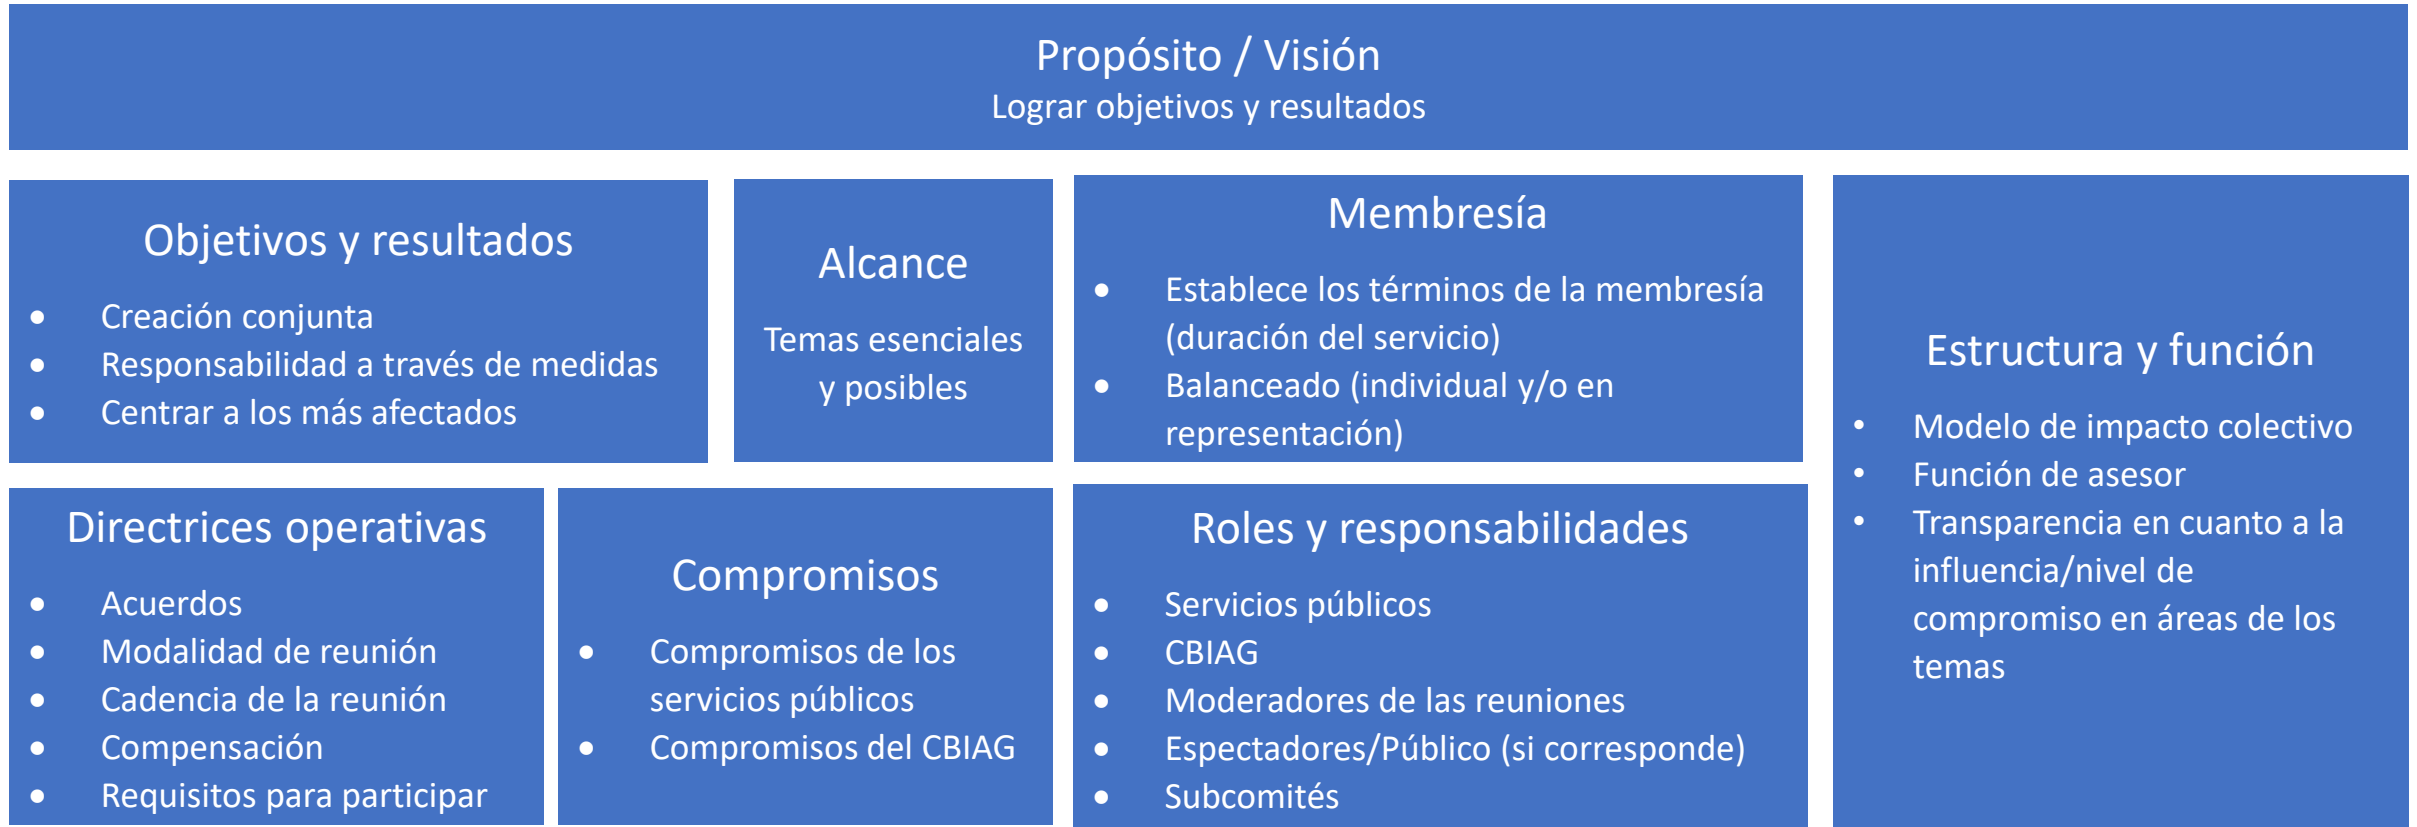 Propósito / Visión
Lograr objetivos y resultados
Objetivos y resultados
• Creación conjunta
• Responsabilidad a través de medidas
• Centrar a los más afectados
Alcance
Temas esenciales
y posibles
Membresía
• Establece los términos de la membresía
(duración del servicio)
• Balanceado (individual y/o en
representación)
Estructura y función
• Modelo de impacto colectivo
• Función de asesor
• Transparencia en cuanto a la
influencia/nivel de
compromiso en áreas de los
temas
Directrices operativas
• Acuerdos
• Modalidad de reunión
• Cadencia de la reunión
• Compensación
• Requisitos para participar
Compromisos
• Compromisos de los
servicios públicos
• Compromisos del CBIAG
Roles y responsabilidades
• Servicios públicos
• CBIAG
• Moderadores de las reuniones
• Espectadores/Público (si corresponde)
• Subcomités